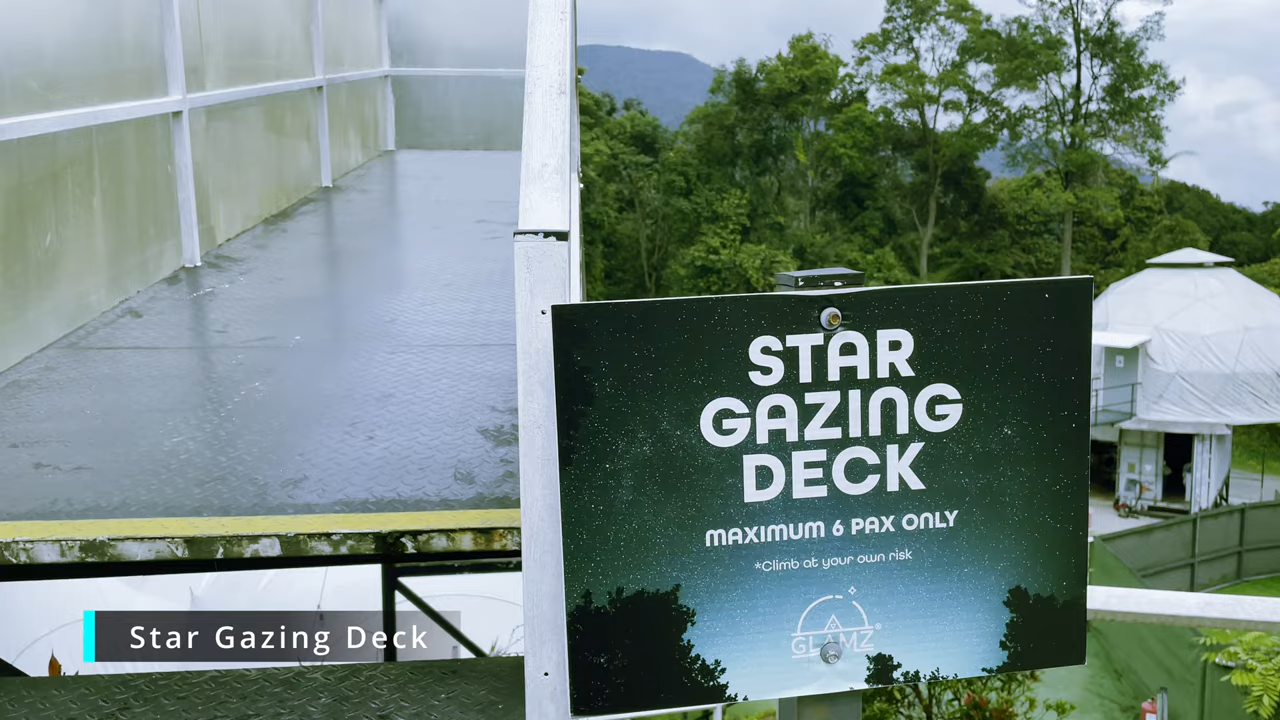 STAR
GAZING
DECK
MAXIMUM 6 PAX ONLY
*Climb at your own risk
GLAMZ®
Star Gazing Deck